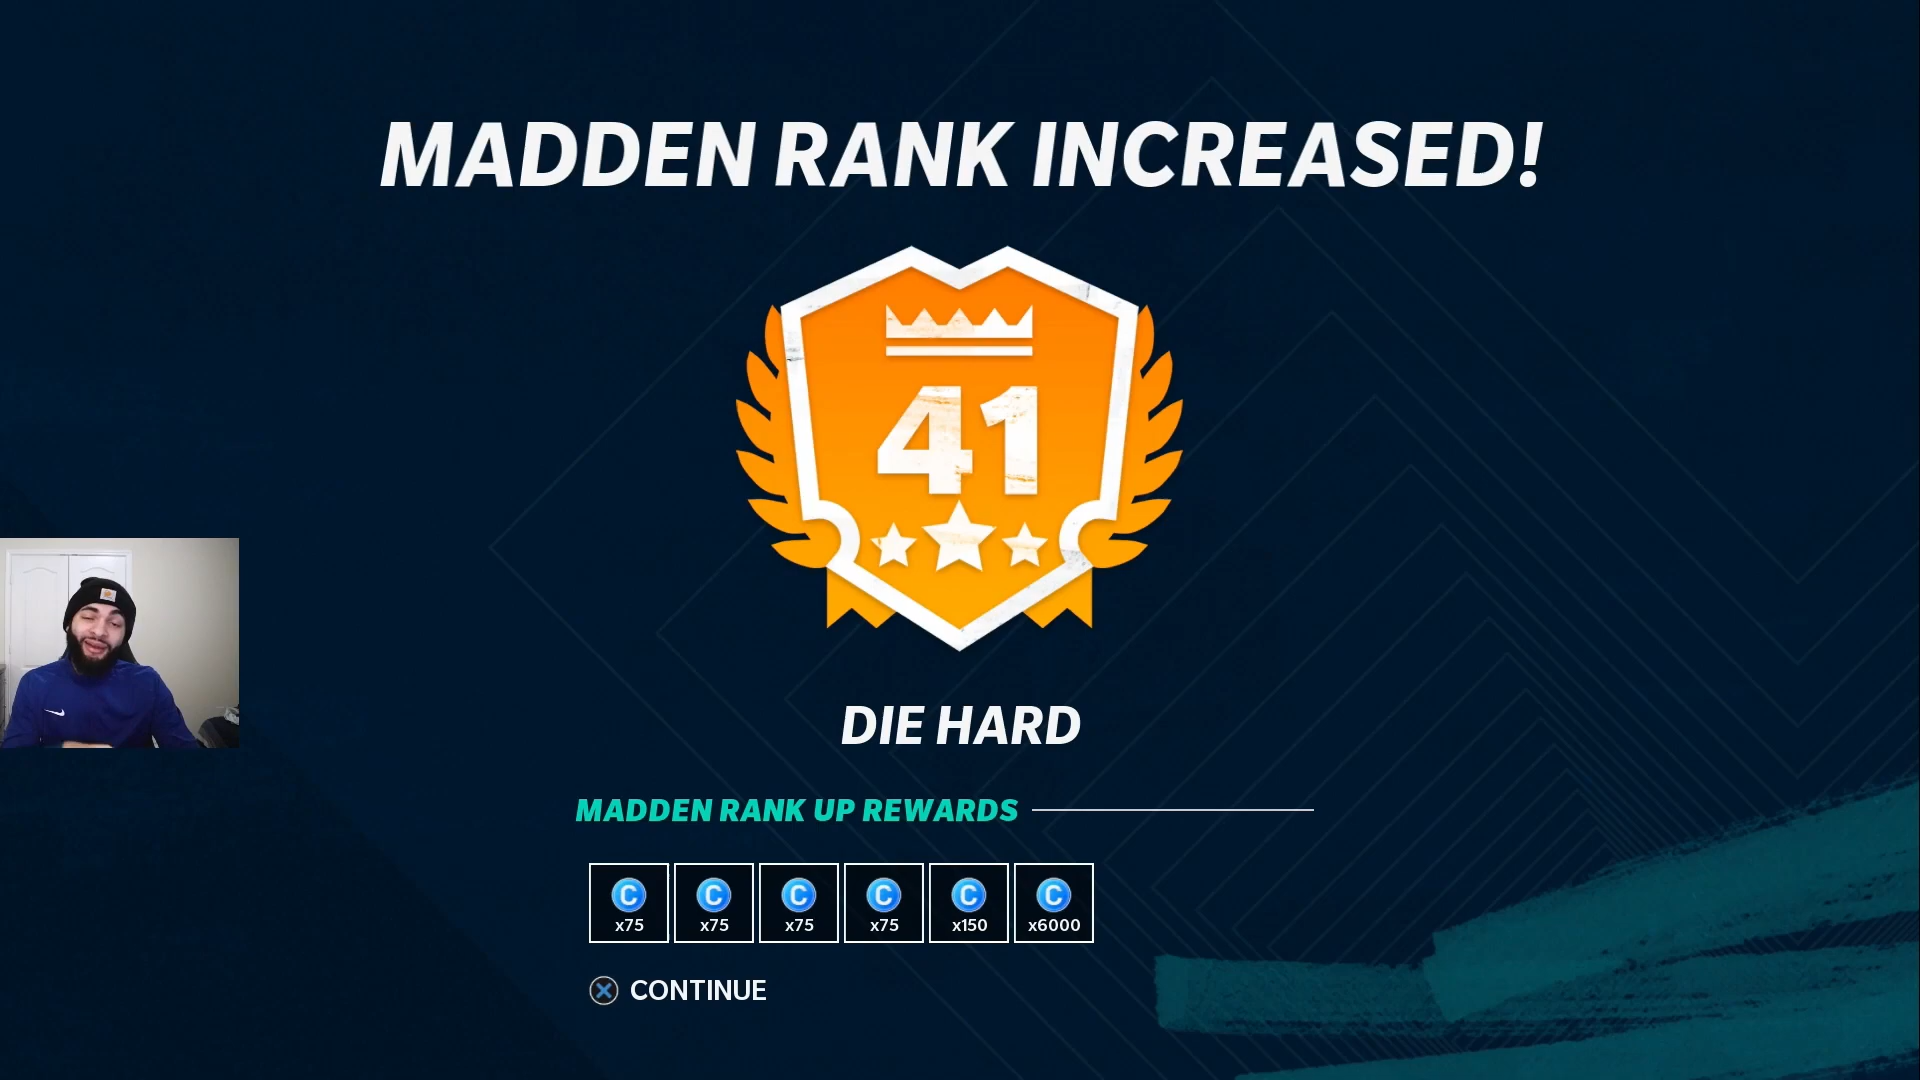 MADDEN RANK INCREASED!
41
DIE HARD
MADDEN RANK UP REWARDS
C C C C C C
x75 x75 x75 x75 x150 x6000
CONTINUE